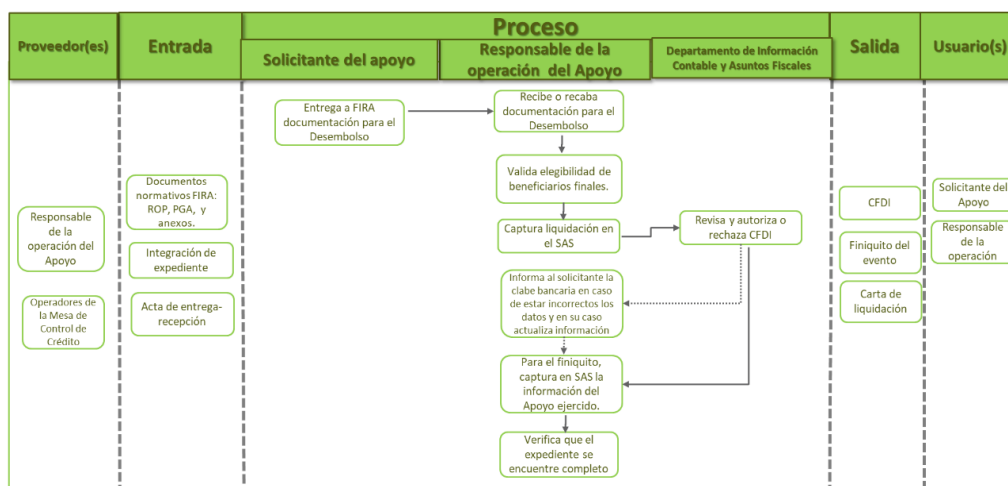 Proveedor(es)
Entrada
Proceso
Solicitante del apoyo
Responsable de la
operación del Apoyo
Departamento de Información
Contable y Asuntos Fiscales
Salida
Usuario(s)
Responsable
de la
operación del
Apoyo
Operadores de
la Mesa de
Control de
Crédito
Documentos
normativos FIRA:
ROP, PGA, y
anexos.
Integración de
expediente
Acta de entrega-
recepción
Entrega a FIRA
documentación para el
Desembolso
Recibe o recaba
documentación para el
Desembolso
Valida elegibilidad de
beneficiarios finales.
Captura liquidación en
el SAS
Revisa y autoriza o
rechaza CFDI
Informa al solicitante la
clabe bancaria en caso
de estar incorrectos los
datos y en su caso
actualiza información
Para el finiquito,
captura en SAS la
información del
Apoyo ejercido.
Verifica que el
expediente se
encuentre completo
CFDI
Finiquito del
evento
Carta de
liquidación
Solicitante del
Apoyo
Responsable
de la
operación